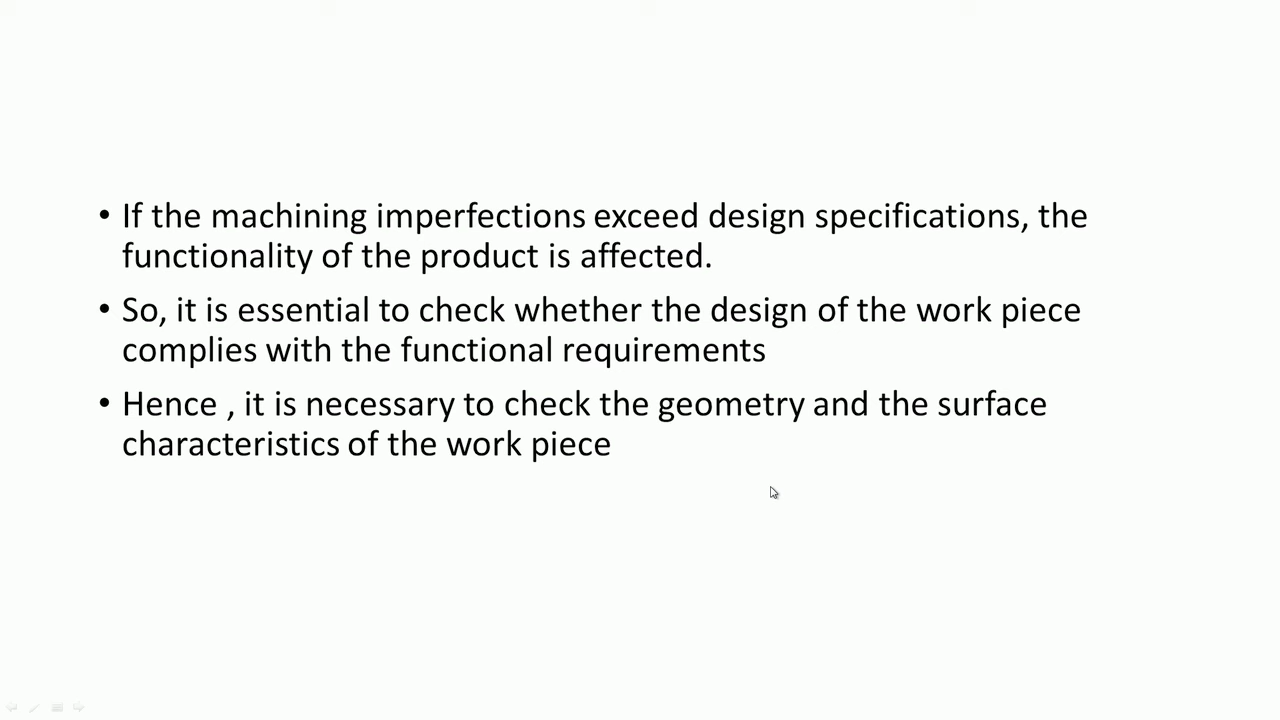 • If the machining imperfections exceed design specifications, the
functionality of the product is affected.
• So, it is essential to check whether the design of the work piece
complies with the functional requirements
• Hence , it is necessary to check the geometry and the surface
characteristics of the work piece